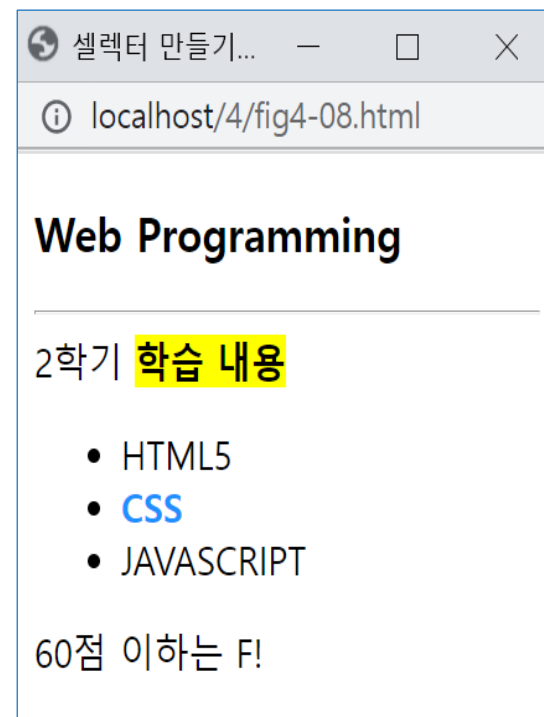 셀렉터 만들기...
localhost/4/fig4-08.html
Web Programming
2학기 학습 내용
• HTML5
• CSS
• JAVASCRIPT
60점 이하는 F!